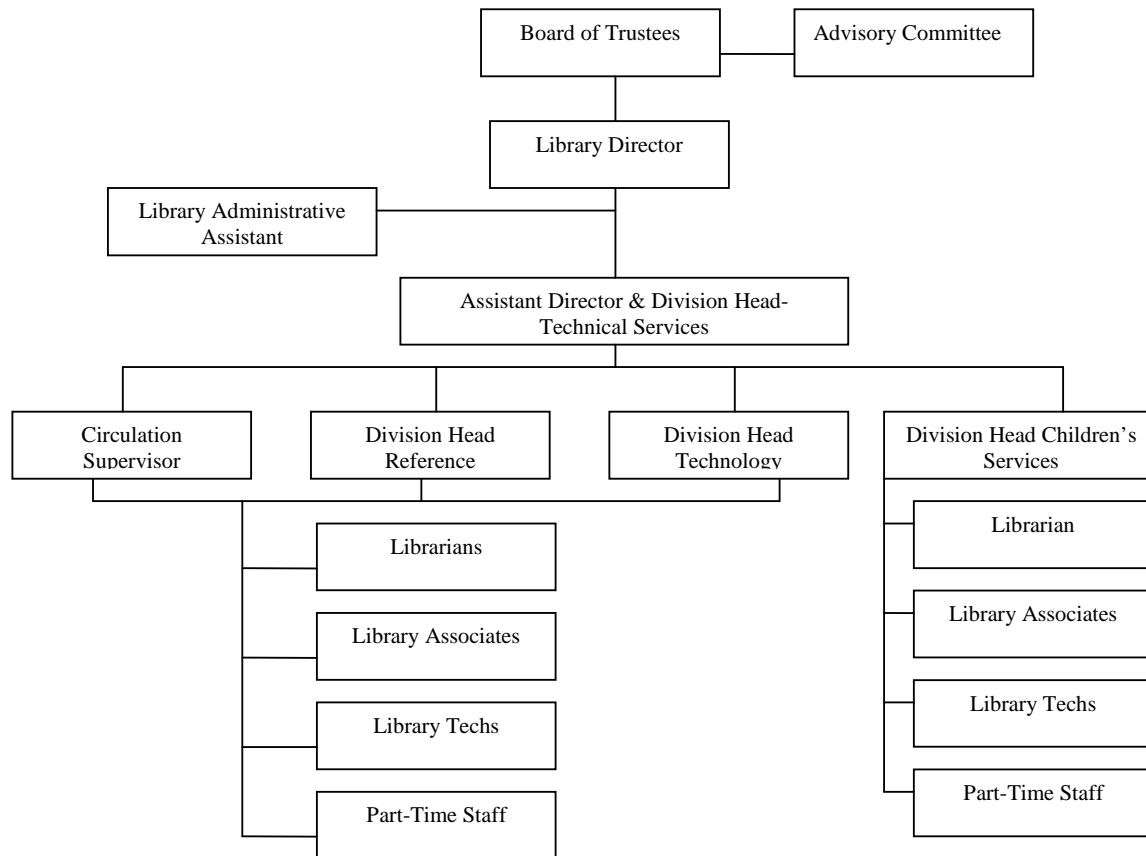 Board of Trustees
Advisory Committee
Library Director
Library Administrative
Assistant
Assistant Director & Division Head-
Technical Services
Circulation
Supervisor
Division Head
Reference
Division Head
Technology
Division Head Children’s
Services
Librarians
Library Associates
Library Techs
Part-Time Staff
Librarian
Library Associates
Library Techs
Part-Time Staff